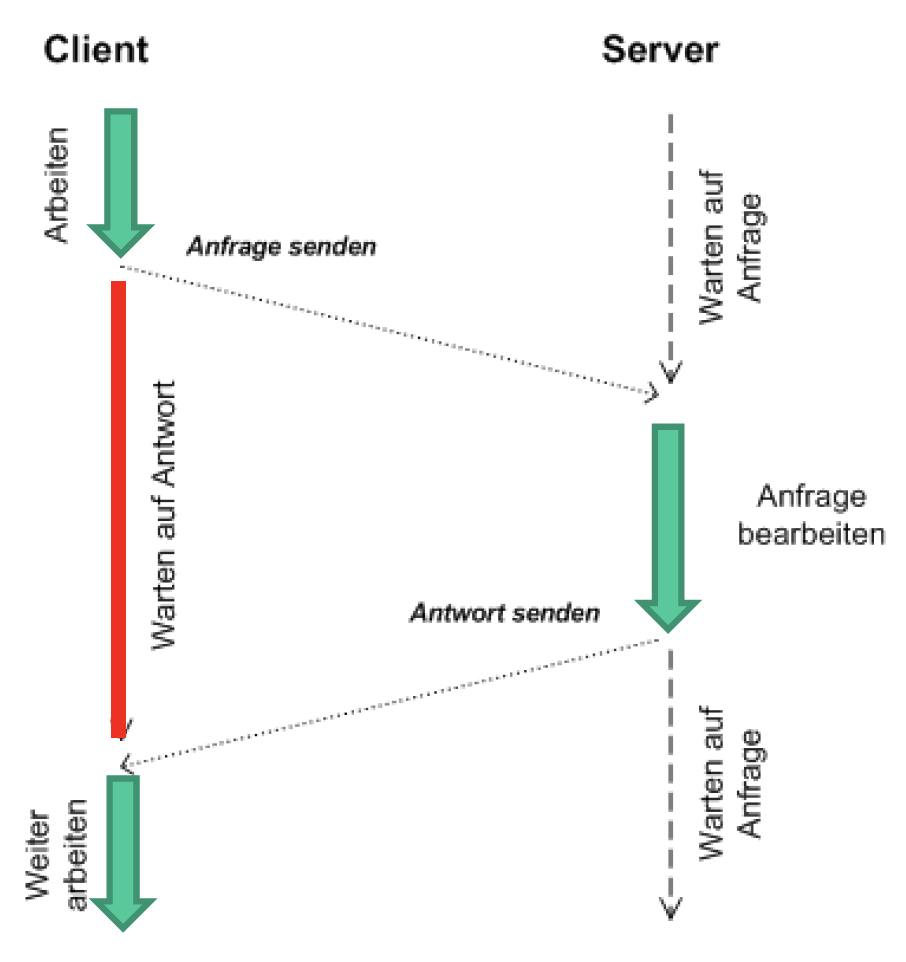 Client
Server
Arbeiten
Anfrage senden
Warten auf
Anfrage
Warten auf Antwort
Anfrage
bearbeiten
Antwort senden
Weiter
arbeiten
Warten auf
Anfrage